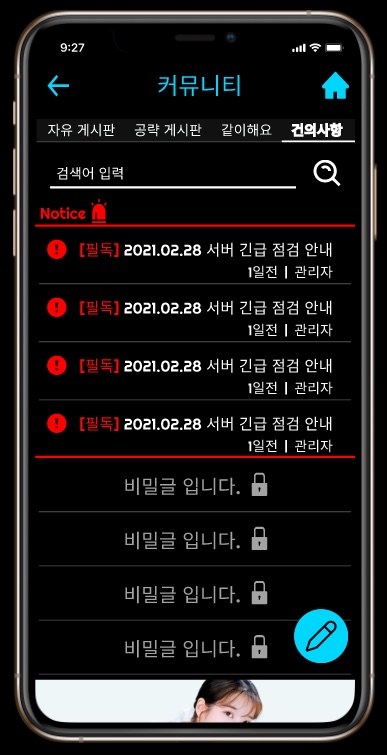 9:27
커뮤니티
자유 게시판 공략 게시판 같이해요 건의사항
검색어 입력
Notice
[필독] 2021.02.28 서버 긴급 점검 안내
1일전 | 관리자
[필독] 2021.02.28 서버 긴급 점검 안내
1일전 | 관리자
[필독] 2021.02.28 서버 긴급 점검 안내
1일전 | 관리자
[필독] 2021.02.28 서버 긴급 점검 안내
1일전 | 관리자
비밀글 입니다.
비밀글 입니다.
비밀글 입니다.
비밀글 입니다.